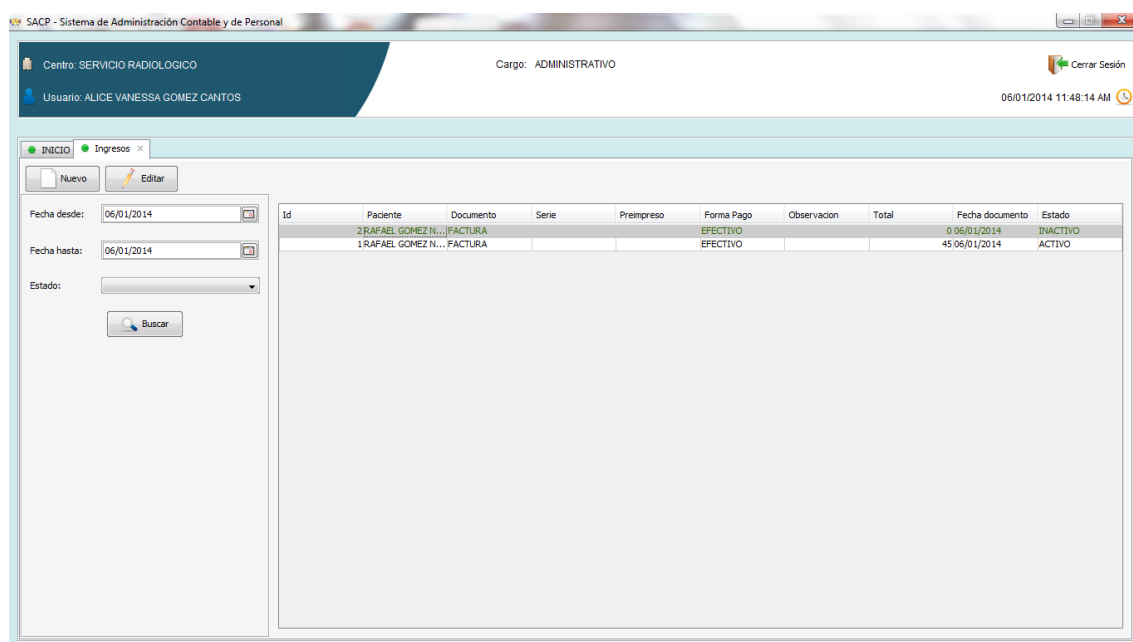 SACP - Sistema de Administración Contable y de Personal
Centro: SERVICIO RADIOLOGICO
Cargo: ADMINISTRATIVO
Cerrar Sesión
Usuario: ALICE VANESSA GOMEZ CANTOS
06/01/2014 11:48:14 AM
INICIO Ingresos
Nuevo Editar
Fecha desde: 06/01/2014
Fecha hasta: 06/01/2014
Estado:
Buscar
Id Paciente Documento Serie Preimpreso Forma Pago Observacion Total Fecha documento Estado
2 RAFAEL GOMEZ N... FACTURA EFECTIVO 0 06/01/2014 INACTIVO
1 RAFAEL GOMEZ N... FACTURA EFECTIVO 45 06/01/2014 ACTIVO